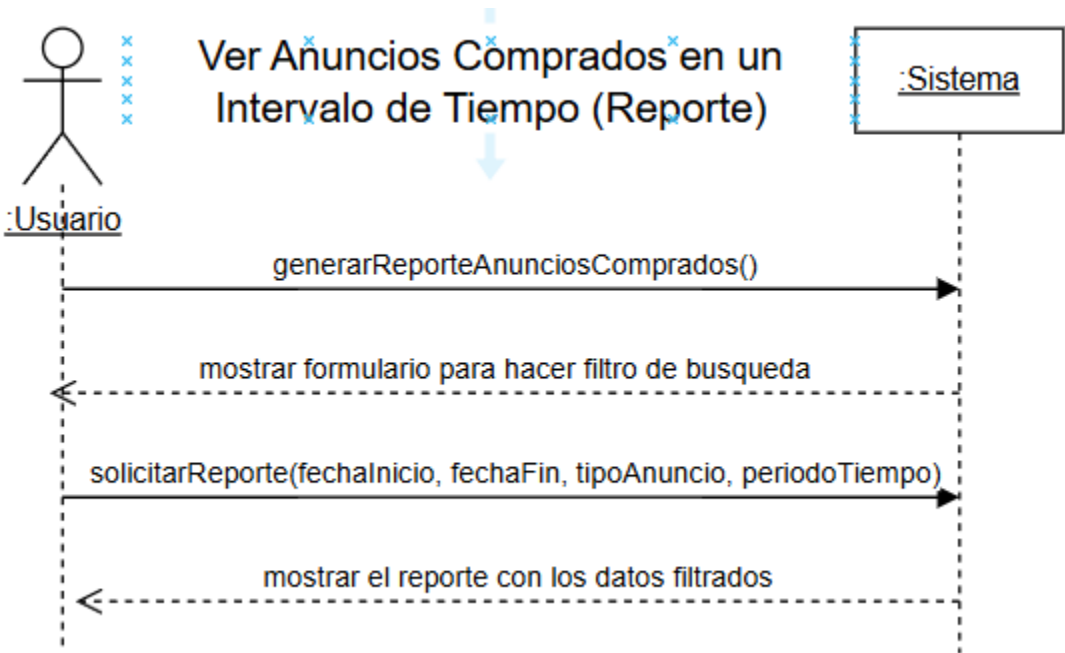 Ver Anuncios Comprados en un
Intervalo de Tiempo (Reporte)
:Sistema
:Usuario
generarReporteAnunciosComprados()
mostrar formulario para hacer filtro de busqueda
solicitarReporte(fechaInicio, fechaFin, tipoAnuncio, periodoTiempo)
mostrar el reporte con los datos filtrados